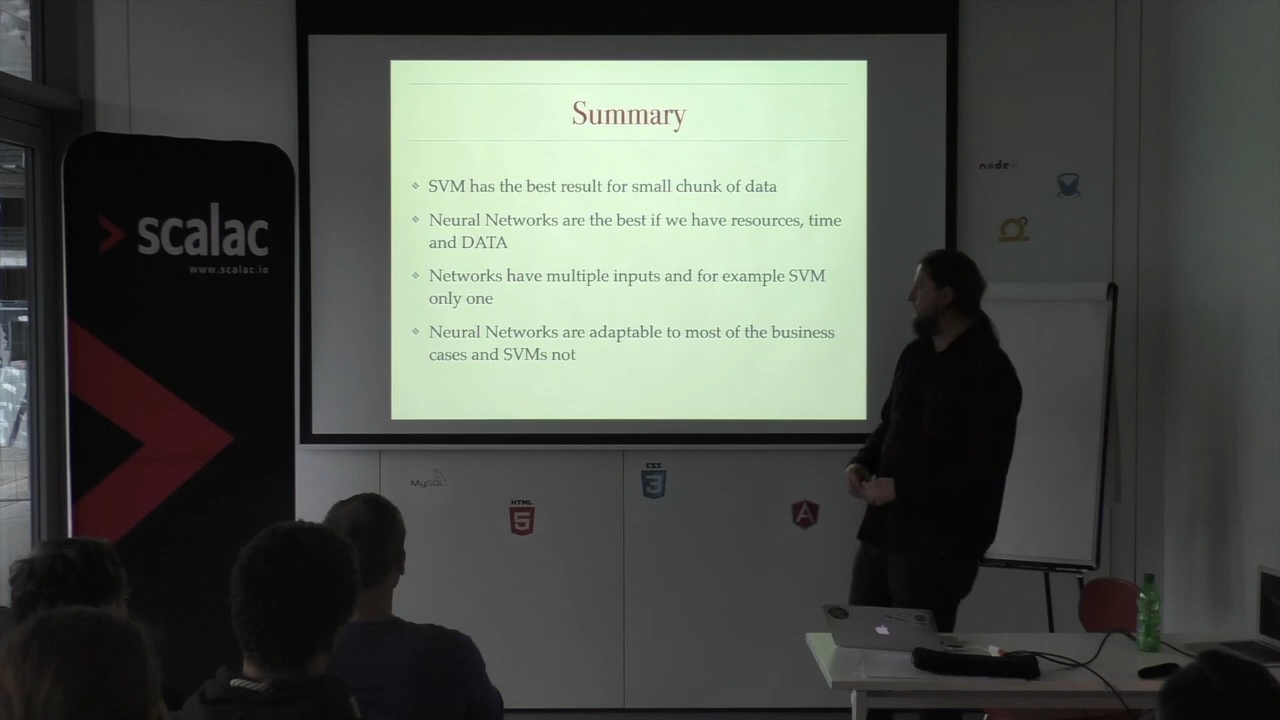 Summary
SVM has the best result for small chunk of data
Neural Networks are the best if we have resources, time
and DATA
Networks have multiple inputs and for example SVM
only one
Neural Networks are adaptable to most of the business
cases and SVMs not
scalac
www.scalac.io
node
MySQL
HTML
5
CSS
3
A